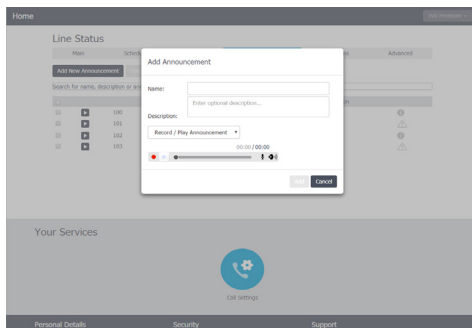 Home
Line Status
Main
Advanced
Add New Announcement
Search for name, description or
100
101
102
103
Add Announcement
Name:
Enter optional description...
Description:
Record / Play Announcement
00:00 / 00:00
Add
Cancel
Your Services
Call Settings
Personal Details
Security
Support